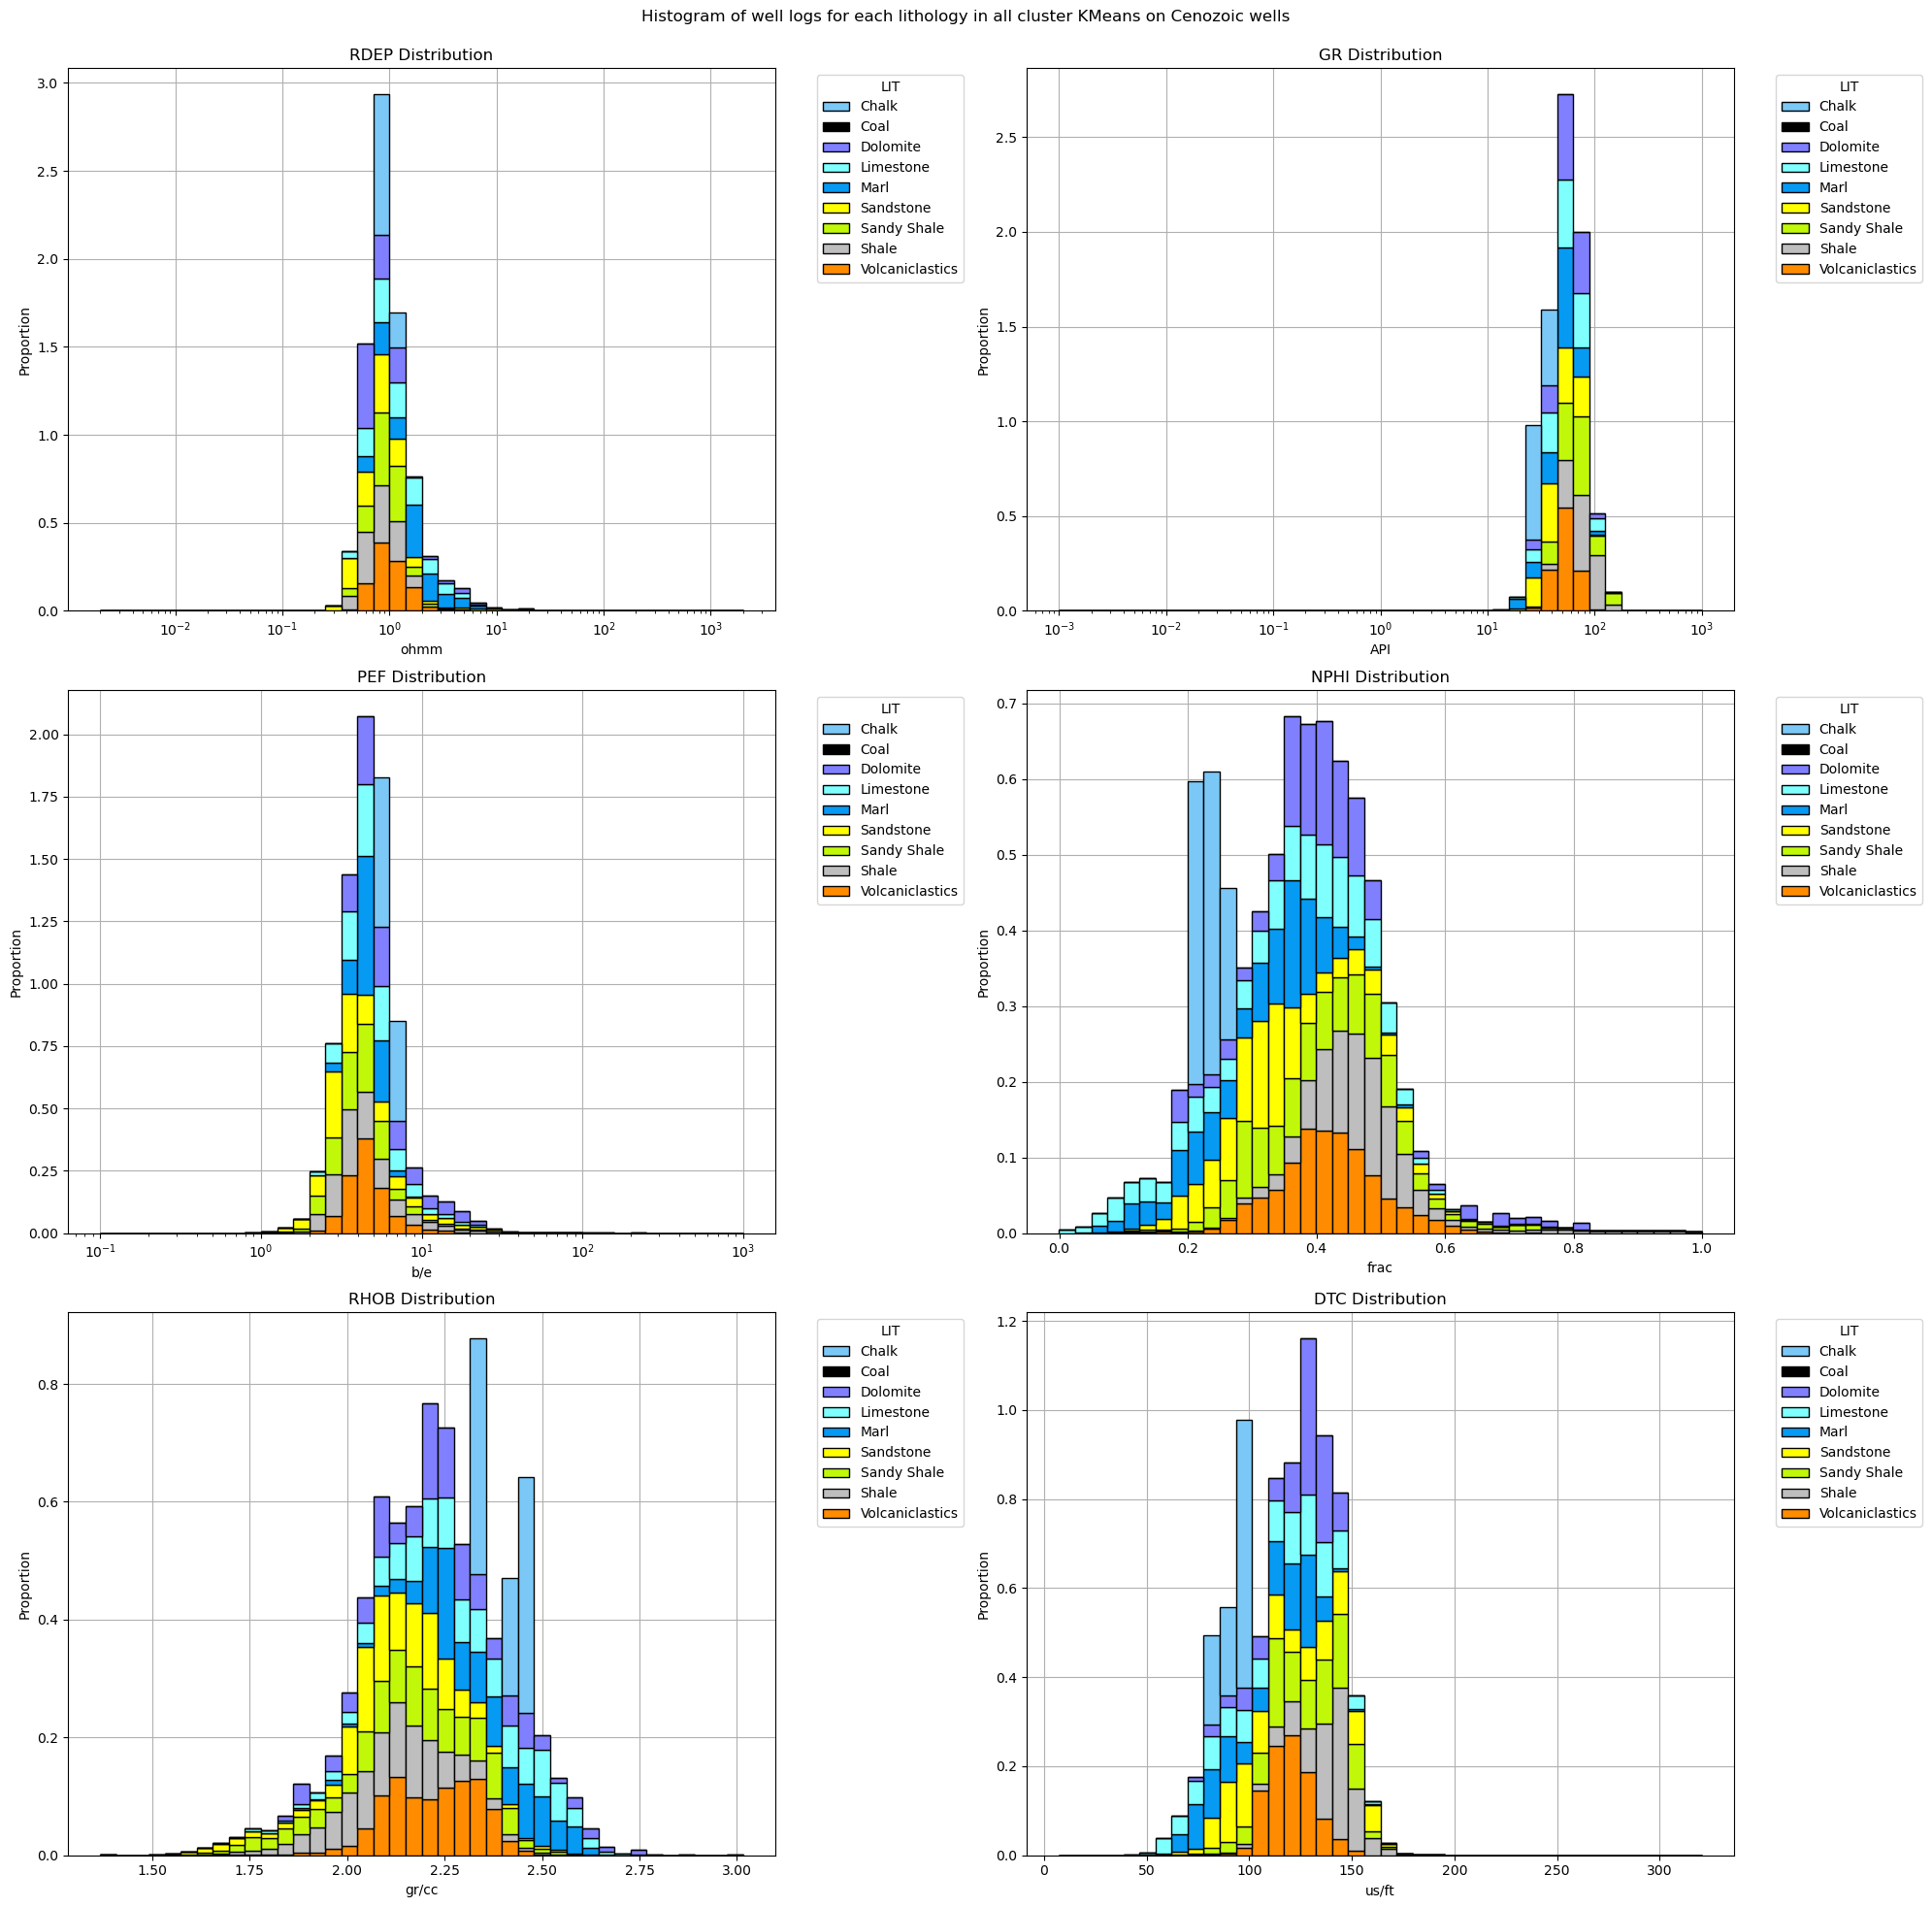 Histogram of well logs for each lithology in all cluster KMeans on Cenozoic wells
RDEP Distribution
Proportion
3.0
2.5
2.0
1.5
1.0
0.5
0.0
10⁻²
10⁻¹
10⁰
10¹
10²
10³
ohmm
LIT
Chalk
Coal
Dolomite
Limestone
Marl
Sandstone
Sandy Shale
Shale
Volcaniclastics
GR Distribution
Proportion
2.5
2.0
1.5
1.0
0.5
0.0
10⁻³
10⁻²
10⁻¹
10⁰
10¹
10²
10³
API
LIT
Chalk
Coal
Dolomite
Limestone
Marl
Sandstone
Sandy Shale
Shale
Volcaniclastics
PEF Distribution
Proportion
2.00
1.75
1.50
1.25
1.00
0.75
0.50
0.25
0.00
10⁻¹
10⁰
10¹
10²
10³
b/e
LIT
Chalk
Coal
Dolomite
Limestone
Marl
Sandstone
Sandy Shale
Shale
Volcaniclastics
NPHI Distribution
Proportion
0.7
0.6
0.5
0.4
0.3
0.2
0.1
0.0
0.0
0.2
0.4
0.6
0.8
1.0
frac
LIT
Chalk
Coal
Dolomite
Limestone
Marl
Sandstone
Sandy Shale
Shale
Volcaniclastics
RHOB Distribution
Proportion
0.8
0.6
0.4
0.2
0.0
1.50
1.75
2.00
2.25
2.50
2.75
3.00
gr/cc
LIT
Chalk
Coal
Dolomite
Limestone
Marl
Sandstone
Sandy Shale
Shale
Volcaniclastics
DTC Distribution
Proportion
1.2
1.0
0.8
0.6
0.4
0.2
0.0
0
50
100
150
200
250
300
us/ft
LIT
Chalk
Coal
Dolomite
Limestone
Marl
Sandstone
Sandy Shale
Shale
Volcaniclastics